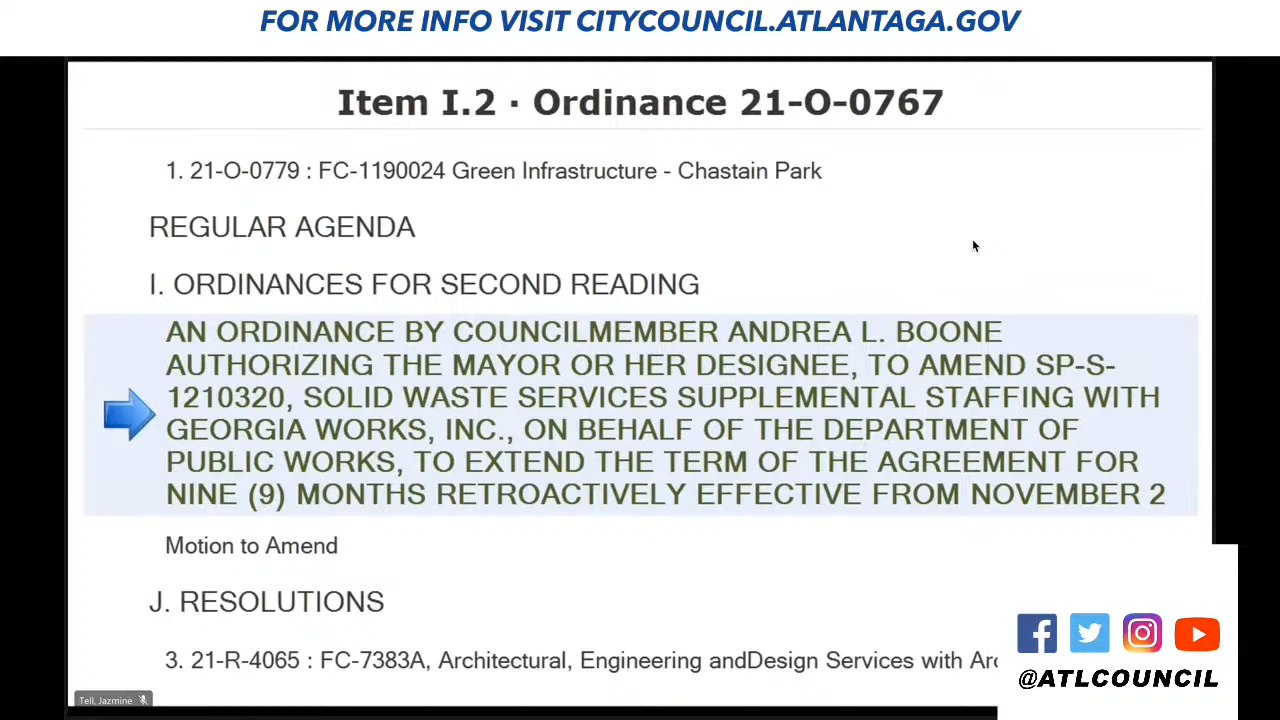 FOR MORE INFO VISIT CITYCOUNCIL.ATLANTAGA.GOV
Item I.2 · Ordinance 21-O-0767
1. 21-O-0779 : FC-1190024 Green Infrastructure - Chastain Park
REGULAR AGENDA
I. ORDINANCES FOR SECOND READING
AN ORDINANCE BY COUNCILMEMBER ANDREA L. BOONE
AUTHORIZING THE MAYOR OR HER DESIGNEE, TO AMEND SP-S-
1210320, SOLID WASTE SERVICES SUPPLEMENTAL STAFFING WITH
GEORGIA WORKS, INC., ON BEHALF OF THE DEPARTMENT OF
PUBLIC WORKS, TO EXTEND THE TERM OF THE AGREEMENT FOR
NINE (9) MONTHS RETROACTIVELY EFFECTIVE FROM NOVEMBER 2
Motion to Amend
J. RESOLUTIONS
3. 21-R-4065 : FC-7383A, Architectural, Engineering andDesign Services with Arc
@ATLCOUNCIL
Tell, Jazmine